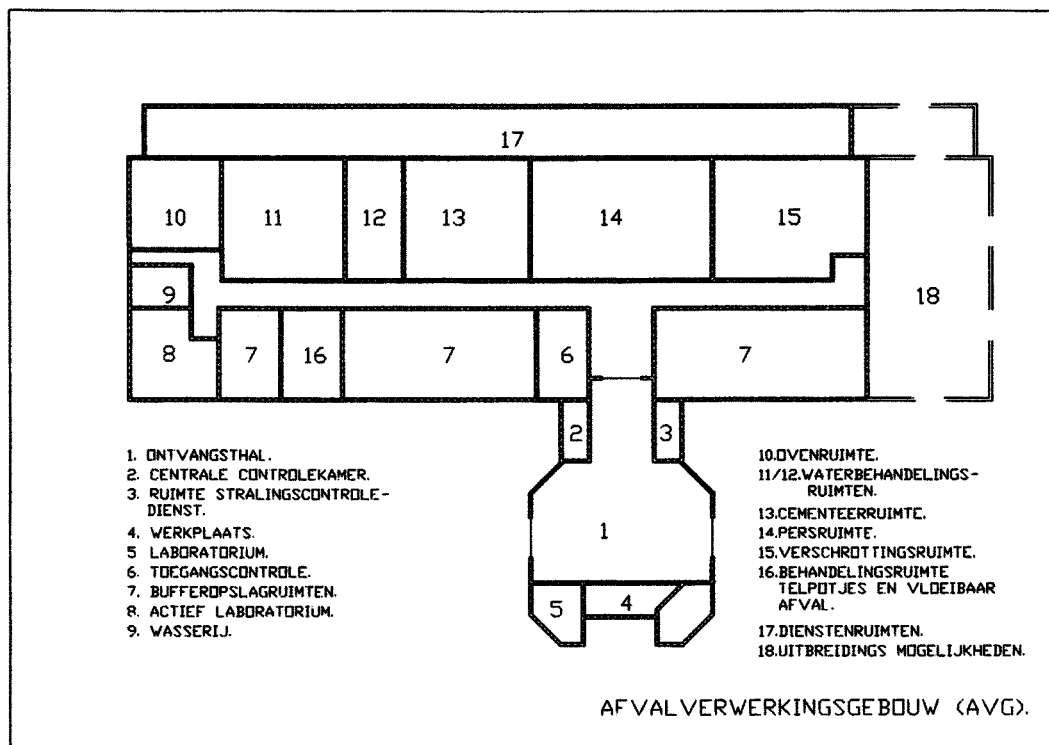 17
10
11
12
13
14
15
9
18
8
7
16
7
6
7
2
3
1
5
4
1. ONTVANGSTHAL.
2. CENTRALE CONTROLEKAMER.
3. RUIMTE STRALINGSCONTROLE-
DIENST.
4. WERKPLAATS.
5 LABORATORIUM.
6. TOEGANGSCONTROLE.
7. BUFFEROPSLAGRUIMTEN.
8. ACTIEF LABORATORIUM.
9. WASSERIJ.
10.OVENRUIMTE.
11/12.WATERBEHANDELINGS-
RUIMTEN.
13.CEMENTEERRUIMTE.
14.PERSRUIMTE.
15.VERSCHROTTINGSRUIMTE.
16.BEHANDELINGSRUIMTE
TELPOTJES EN VLOEIBAAR
AFVAL.
17.DIENSTENRUIMTEN.
18.UITBREIDINGS MOGELIJKHEDEN.
AFVALVERWERKINGSGEBOUW (AVG).